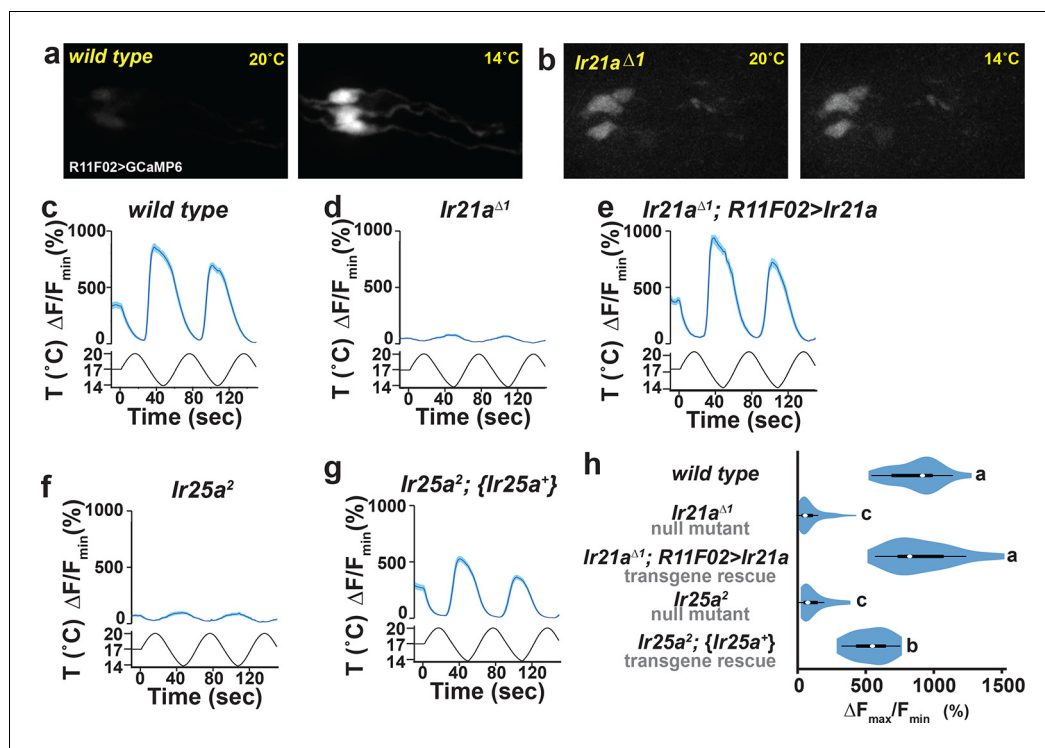 a wild type 20°C 14°C
R11F02>GCaMP6
b Ir21a Δ1 20°C 14°C
c wild type
ΔF/Fmin(%)
1000
500
0
T (°C)
20
17
14
0 40 80 120
Time (sec)
d Ir21aΔ1
ΔF/Fmin(%)
1000
500
0
T (°C)
20
17
14
0 40 80 120
Time (sec)
e Ir21aΔ1; R11F02>Ir21a
ΔF/Fmin(%)
1000
500
0
T (°C)
20
17
14
0 40 80 120
Time (sec)
f Ir25a2
ΔF/Fmin(%)
1000
500
0
T (°C)
20
17
14
0 40 80 120
Time (sec)
g Ir25a2; {Ir25a+}
ΔF/Fmin(%)
1000
500
0
T (°C)
20
17
14
0 40 80 120
Time (sec)
h
wild type a
Ir21aΔ1 c
null mutant
Ir21aΔ1; R11F02>Ir21a a
transgene rescue
Ir25a2 c
null mutant
Ir25a2; {Ir25a+} b
transgene rescue
0 500 1000 1500
ΔFmax/Fmin (%)